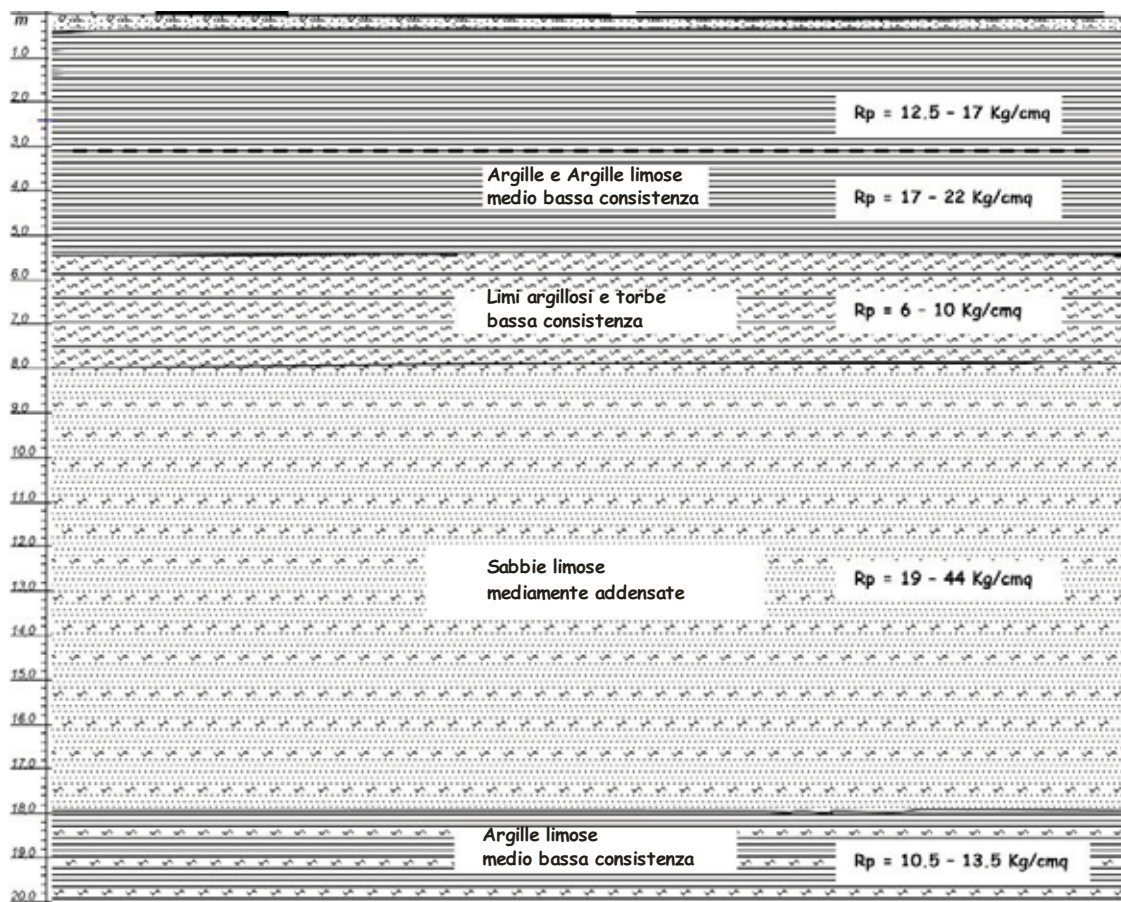 m
1.0
2.0
Rp = 12.5 - 17 Kg/cmq
3.0
Argille e Argille limose
medio bassa consistenza
4.0
Rp = 17 - 22 Kg/cmq
5.0
6.0
Limi argillosi e torbe
bassa consistenza
Rp = 6 - 10 Kg/cmq
7.0
8.0
9.0
10.0
11.0
12.0
Sabbie limose
mediamente addensate
Rp = 19 - 44 Kg/cmq
13.0
14.0
15.0
16.0
17.0
18.0
Argille limose
medio bassa consistenza
19.0
Rp = 10.5 - 13.5 Kg/cmq
20.0